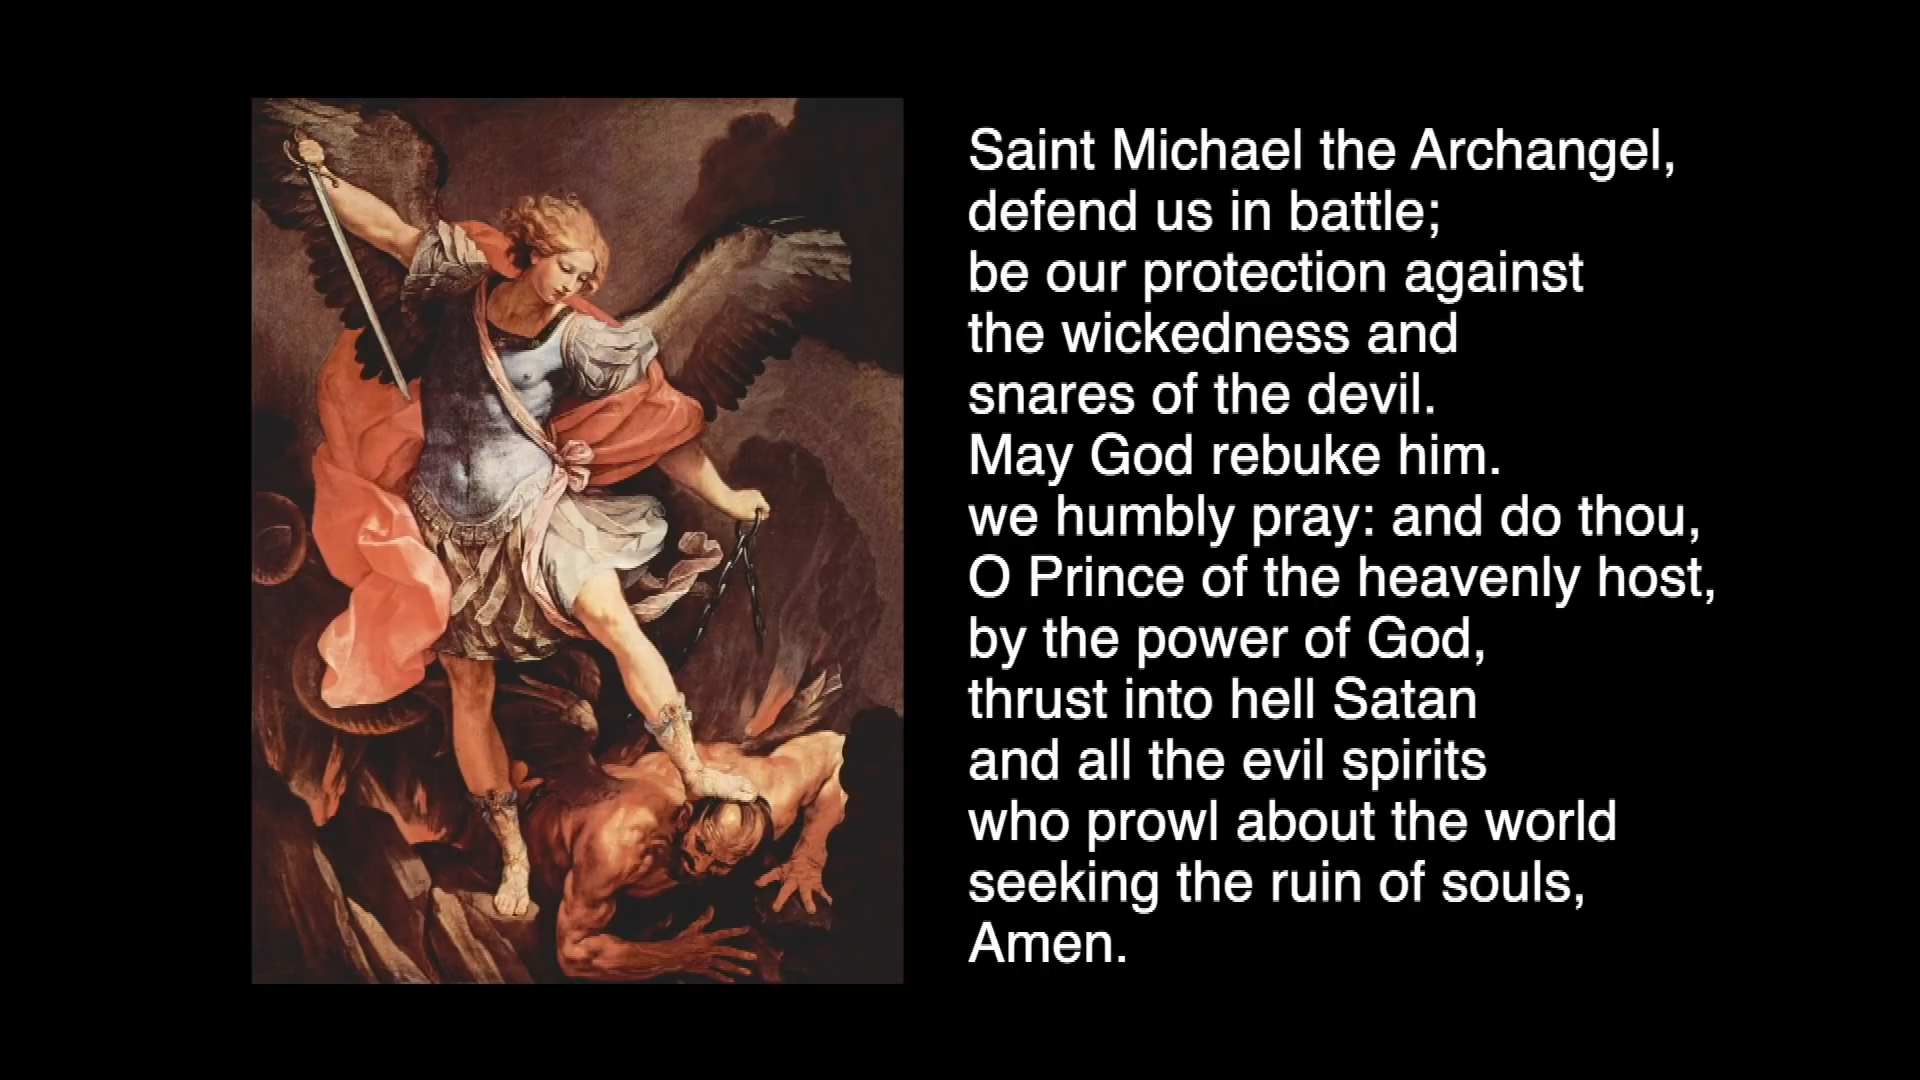 Saint Michael the Archangel,
defend us in battle;
be our protection against
the wickedness and
snares of the devil.
May God rebuke him.
we humbly pray: and do thou,
O Prince of the heavenly host,
by the power of God,
thrust into hell Satan
and all the evil spirits
who prowl about the world
seeking the ruin of souls,
Amen.